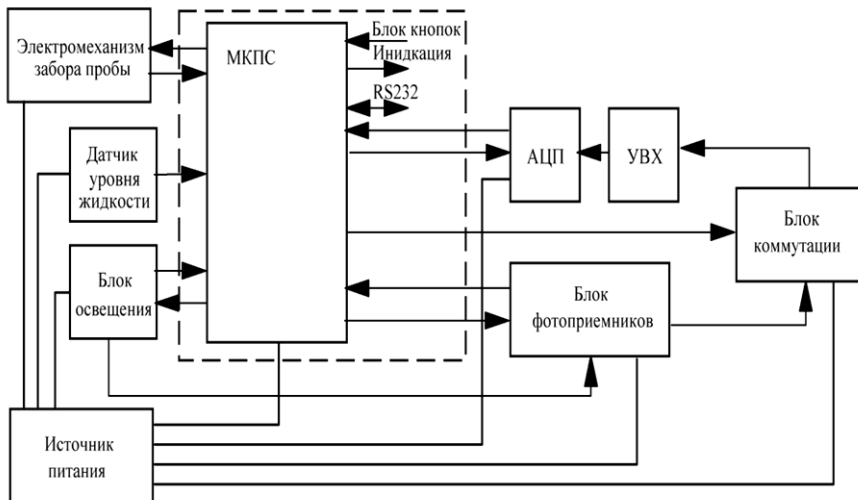 Электромеханизм
забора пробы
МКПС
Блок кнопок
Инидкация
RS232
Датчик
уровня
жидкости
АЦП
УВХ
Блок
коммутации
Блок
освещения
Блок
фотоприемников
Источник
питания